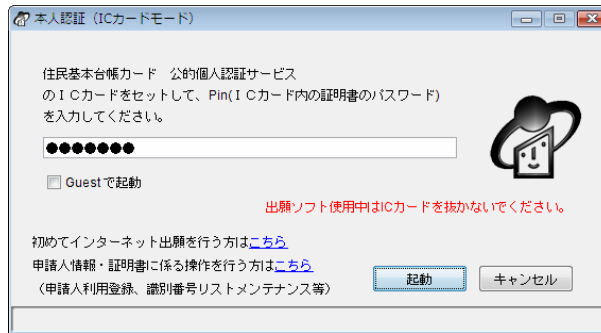 本人認証（ICカードモード）
住民基本台帳カード　公的個人認証サービス
のＩＣカードをセットして、Pin(ＩＣカード内の証明書のパスワード)
を入力してください。
●●●●●●●
Guestで起動
出願ソフト使用中はICカードを抜かないでください。
初めてインターネット出願を行う方はこちら
申請人情報・証明書に係る操作を行う方はこちら
（申請人利用登録、識別番号リストメンテナンス等）
起動
キャンセル